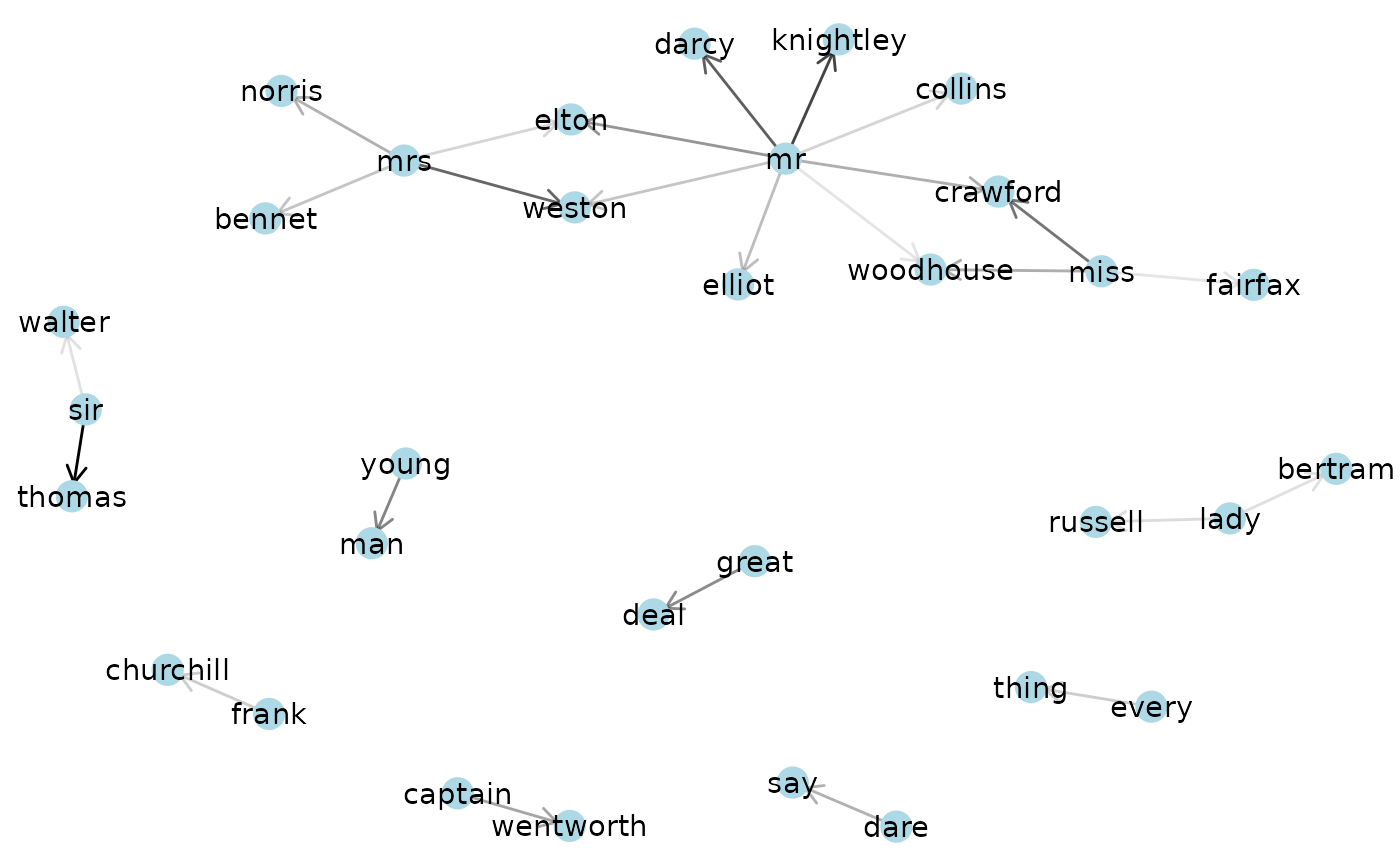 darcy
knightley
norris
collins
elton
mrs
mr
crawford
bennet
weston
elliot
woodhouse
miss
fairfax
walter
sir
thomas
young
man
bertram
russell
lady
great
deal
churchill
frank
thing
every
captain
wentworth
say
dare